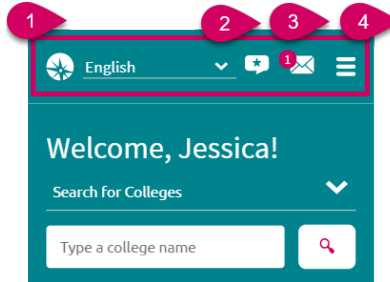 1 2 3 4
English 1
Welcome, Jessica!
Search for Colleges
Type a college name